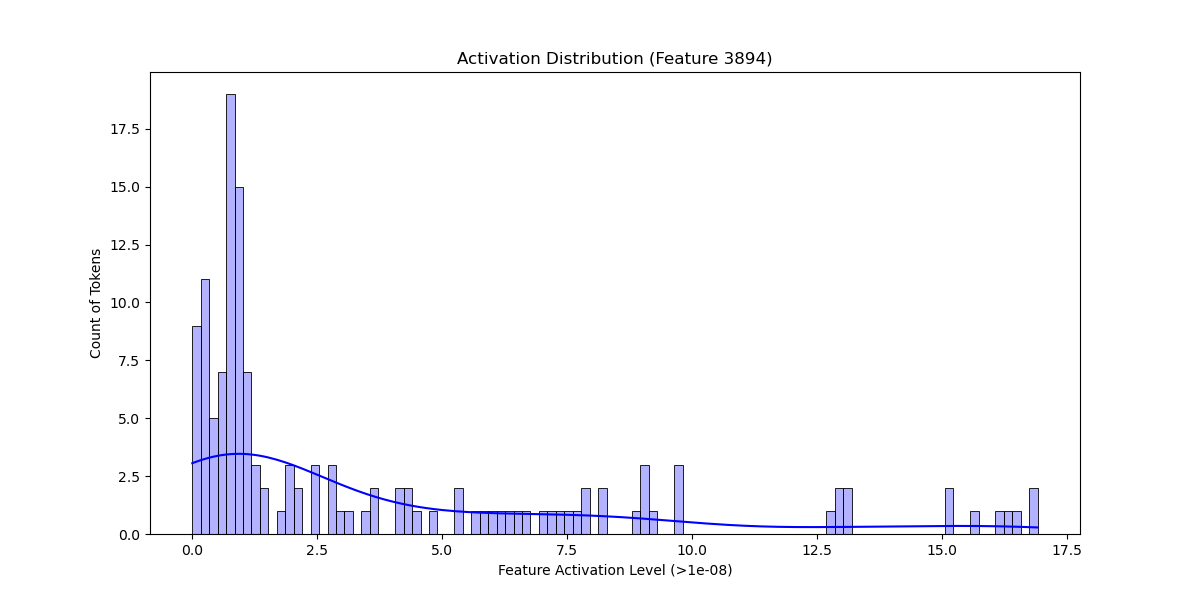 Activation Distribution (Feature 3894)
Count of Tokens
17.5
15.0
12.5
10.0
7.5
5.0
2.5
0.0
0.0 2.5 5.0 7.5 10.0 12.5 15.0 17.5
Feature Activation Level (>1e-08)